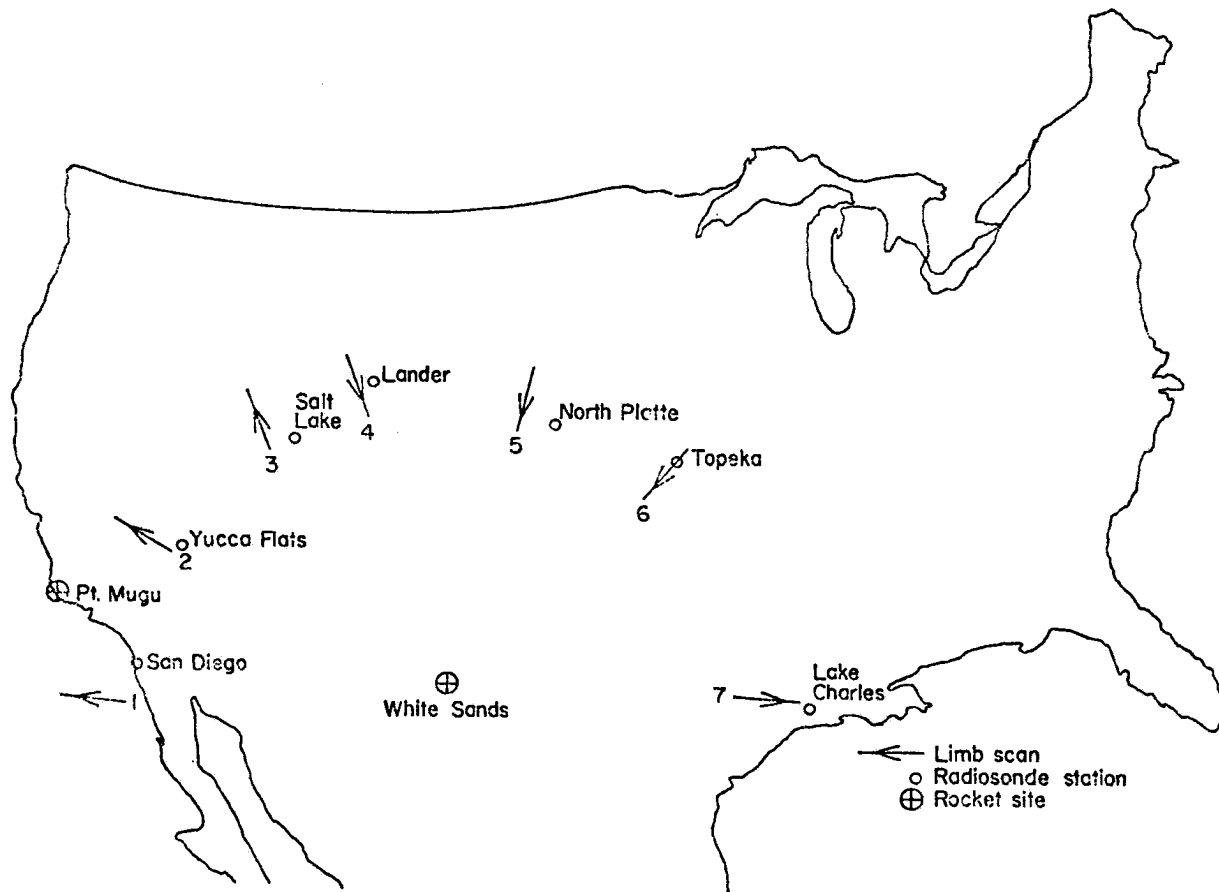 Lander
Salt
Lake
4
3
North Platte
5
Topeka
6
Yucca Flats
2
Pt. Mugu
San Diego
1
White Sands
Lake
Charles
7
Limb scan
Radiosonde station
Rocket site